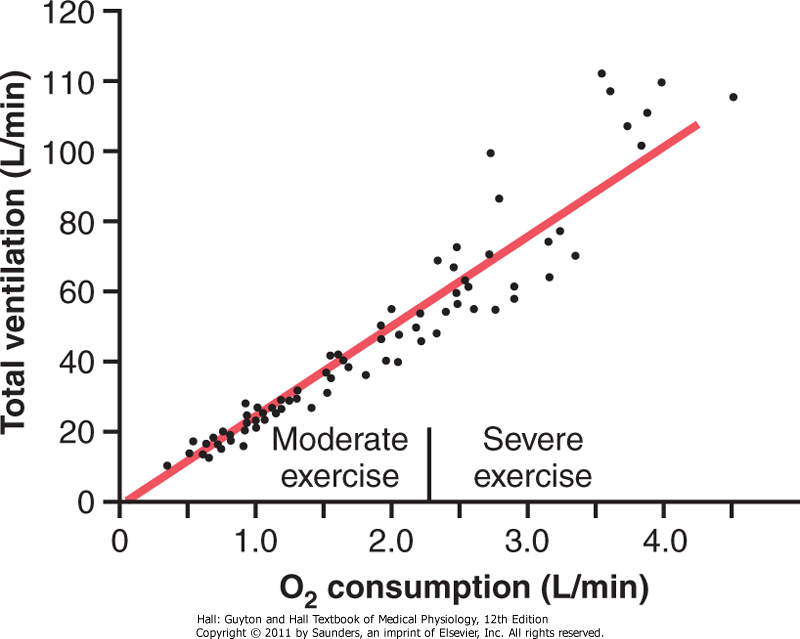 120
110
100
80
60
40
20
0
Total ventilation (L/min)
Moderate
exercise
Severe
exercise
0 1.0 2.0 3.0 4.0
O₂ consumption (L/min)
Hall: Guyton and Hall Textbook of Medical Physiology, 12th Edition
Copyright © 2011 by Saunders, an imprint of Elsevier, Inc. All rights reserved.